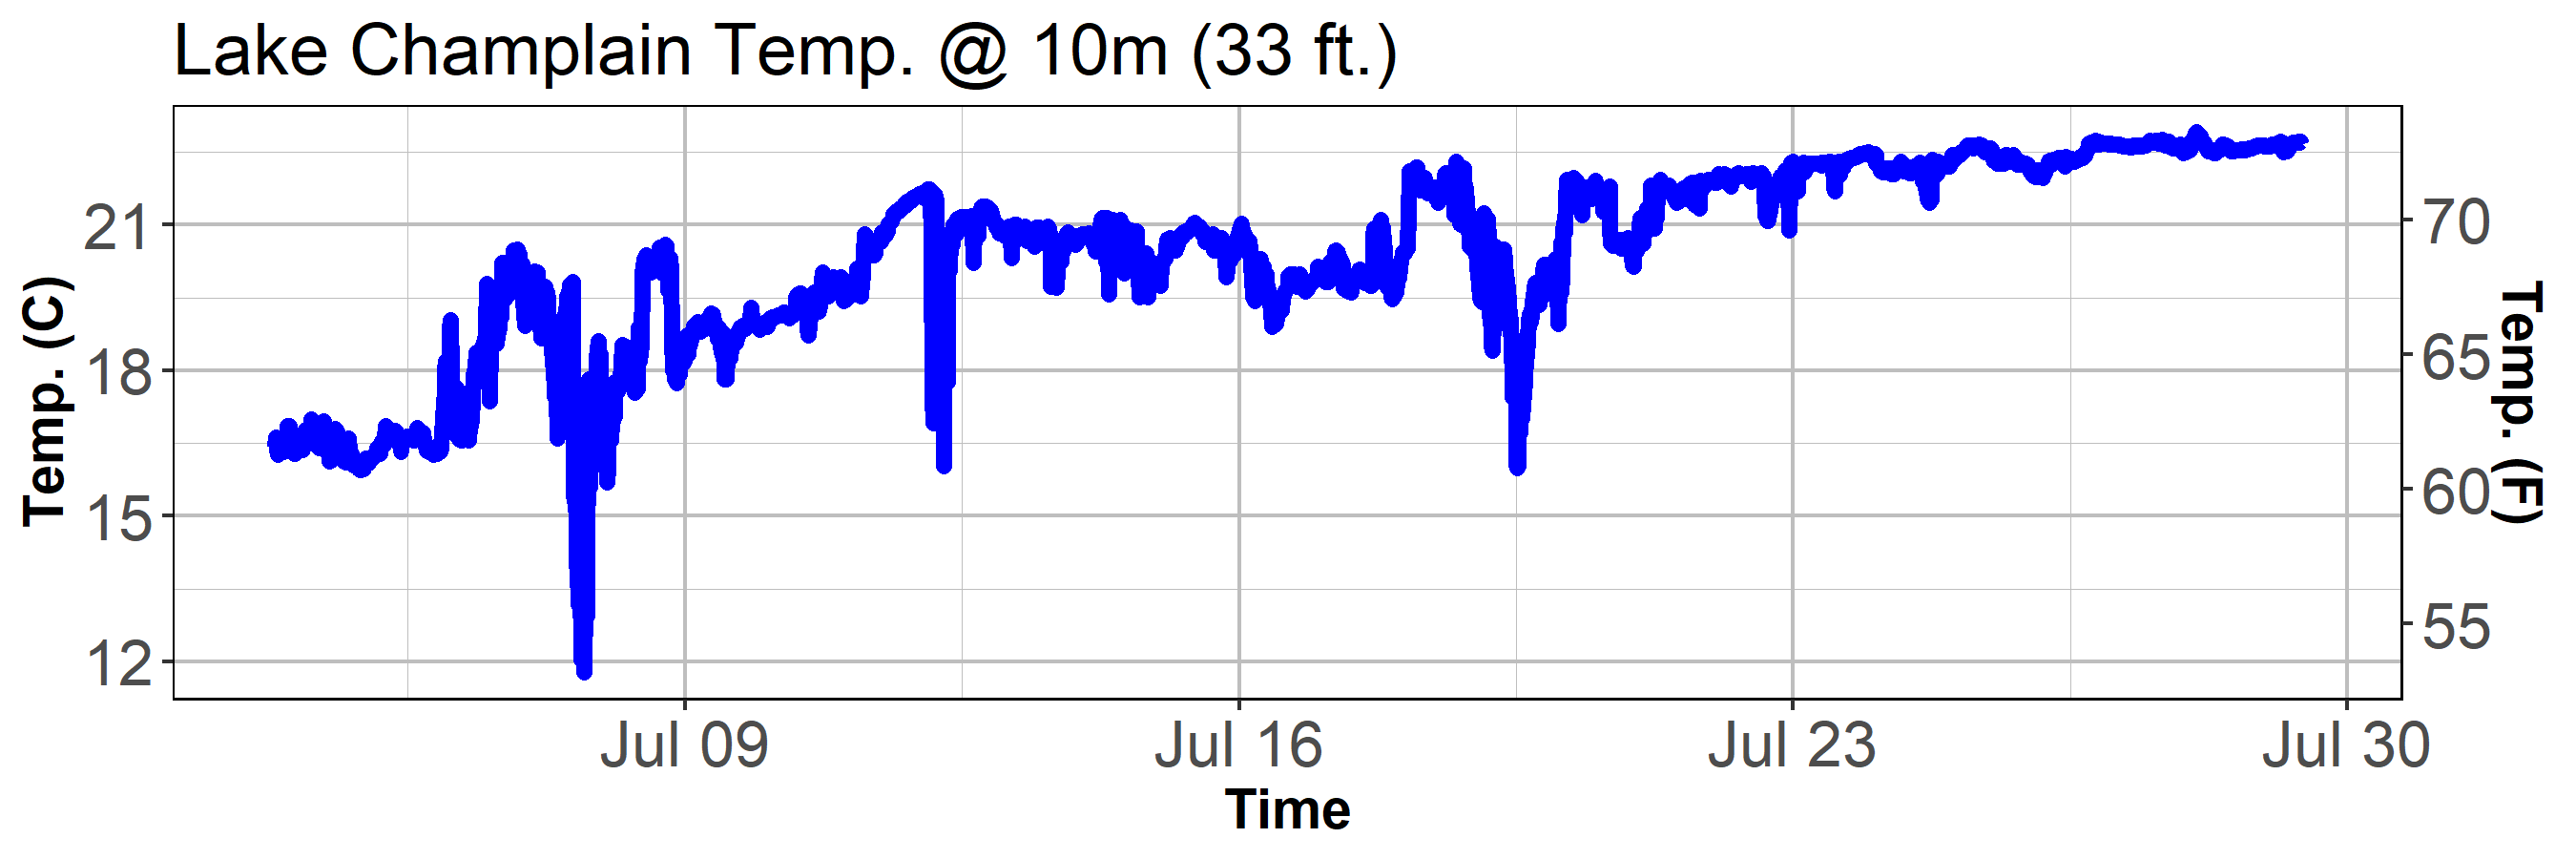 Lake Champlain Temp. @ 10m (33 ft.)
Temp. (C)
21
18
15
12
70
65
60
55
Temp. (F)
Jul 09
Jul 16
Jul 23
Jul 30
Time